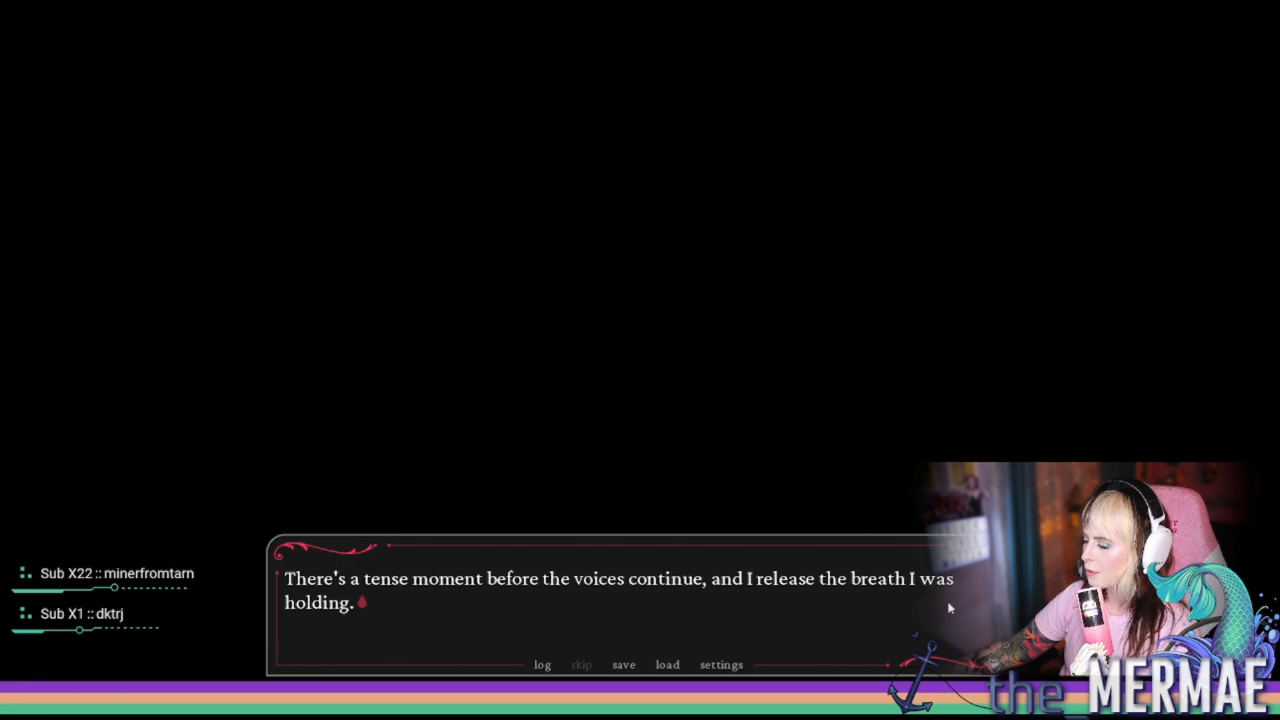 Sub X22 :: minerfromtarn
Sub X1 :: dktrj
There's a tense moment before the voices continue, and I release the breath I was
holding.
log skip save load settings
the_MERMAE